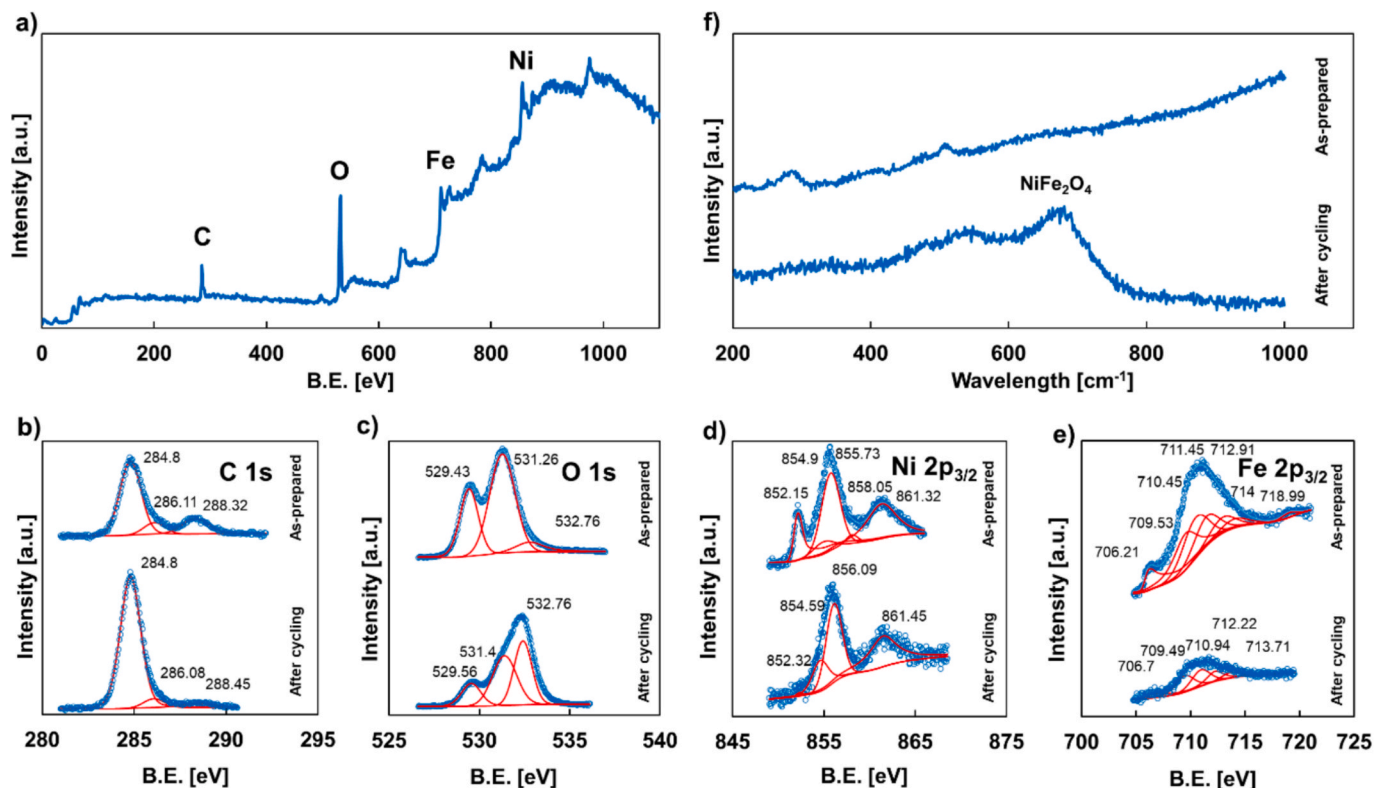 a)
Intensity [a.u.]
C
O
Fe
Ni
0 200 400 600 800 1000
B.E. [eV]
f)
Intensity [a.u.]
As-prepared
NiFe₂O₄
After cycling
200 400 600 800 1000
Wavelength [cm⁻¹]
b)
C 1s
Intensity [a.u.]
284.8
286.11
288.32
As-prepared
284.8
286.08
288.45
After cycling
280 285 290 295
B.E. [eV]
c)
O 1s
Intensity [a.u.]
529.43
531.26
532.76
As-prepared
532.76
531.4
529.56
After cycling
525 530 535 540
B.E. [eV]
d)
Ni 2p₃/₂
Intensity [a.u.]
854.9
855.73
852.15
858.05
861.32
As-prepared
856.09
854.59
861.45
852.32
After cycling
845 855 865 875
B.E. [eV]
e)
Fe 2p₃/₂
Intensity [a.u.]
711.45
712.91
710.45
714
718.99
709.53
706.21
As-prepared
712.22
709.49
710.94
713.71
706.7
After cycling
700 705 710 715 720 725
B.E. [eV]